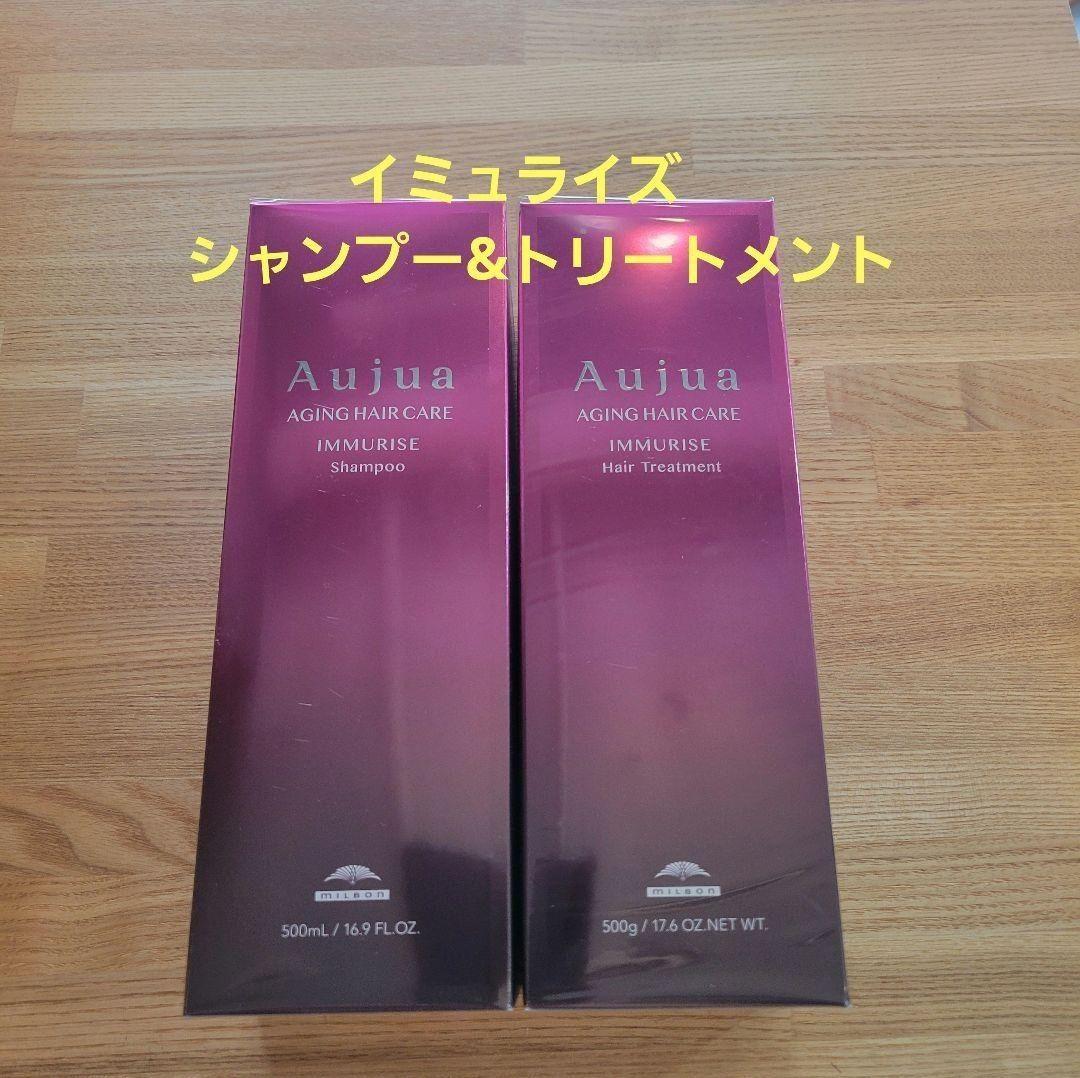 イミュライズ
シャンプー&トリートメント
Aujua
AGING HAIR CARE
IMMURISE
Shampoo
MILBON
500mL / 16.9 FL.OZ.
Aujua
AGING HAIR CARE
IMMURISE
Hair Treatment
MILBON
500g / 17.6 OZ.NET WT.